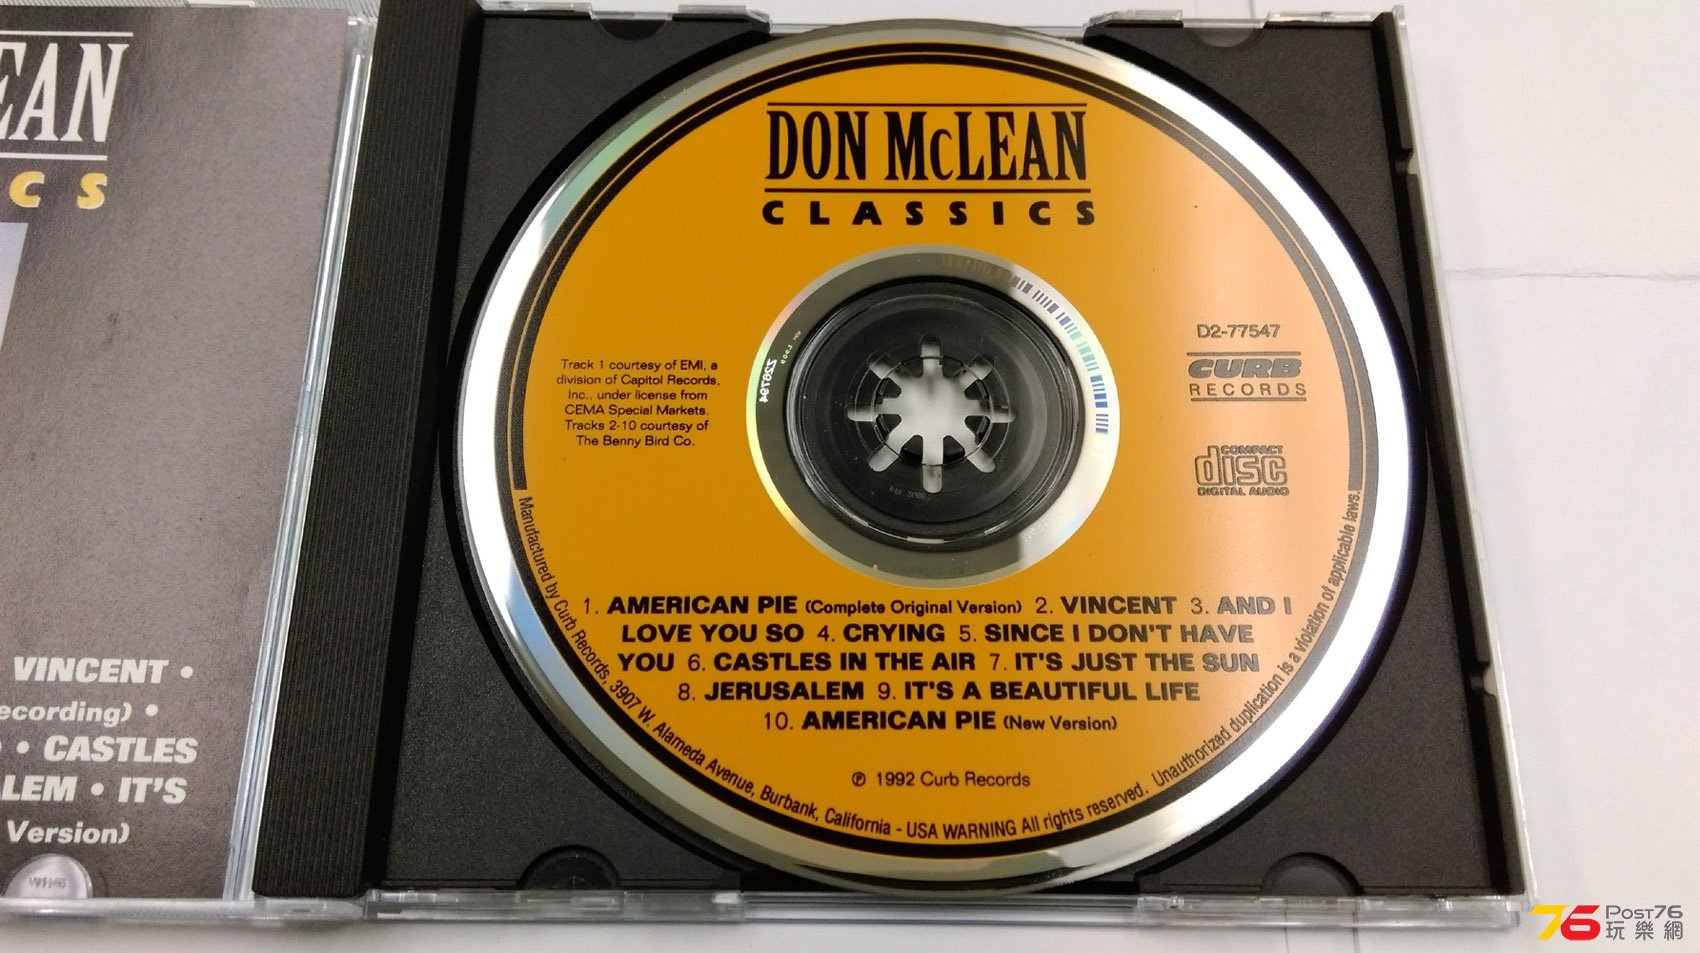 EAN
CS
VINCENT •
ecording) •
• CASTLES
LEM • IT'S
Version)
DON McLEAN
CLASSICS
D2-77547
CURB
RECORDS
Track 1 courtesy of EMI, a
division of Capitol Records,
Inc., under license from
CEMA Special Markets.
Tracks 2-10 courtesy of
The Benny Bird Co.
Z26194
COMPACT
disc
DIGITAL AUDIO
1. AMERICAN PIE (Complete Original Version) 2. VINCENT 3. AND I
LOVE YOU SO 4. CRYING 5. SINCE I DON'T HAVE
YOU 6. CASTLES IN THE AIR 7. IT'S JUST THE SUN
8. JERUSALEM 9. IT'S A BEAUTIFUL LIFE
10. AMERICAN PIE (New Version)
℗ 1992 Curb Records
Manufactured by Curb Records, 3907 W. Alameda Avenue, Burbank, California - USA WARNING All rights reserved. Unauthorized duplication is a violation of applicable laws.
76 POST76
玩樂網